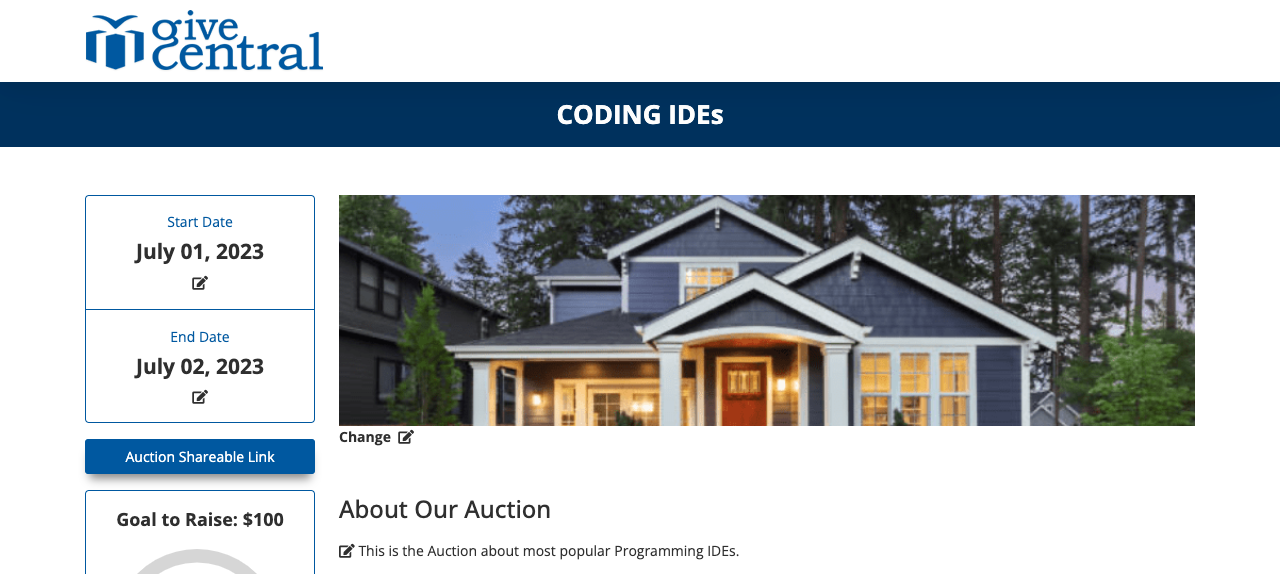 give
central
CODING IDEs
Start Date
July 01, 2023
End Date
July 02, 2023
Auction Shareable Link
Goal to Raise: $100
Change
About Our Auction
This is the Auction about most popular Programming IDEs.